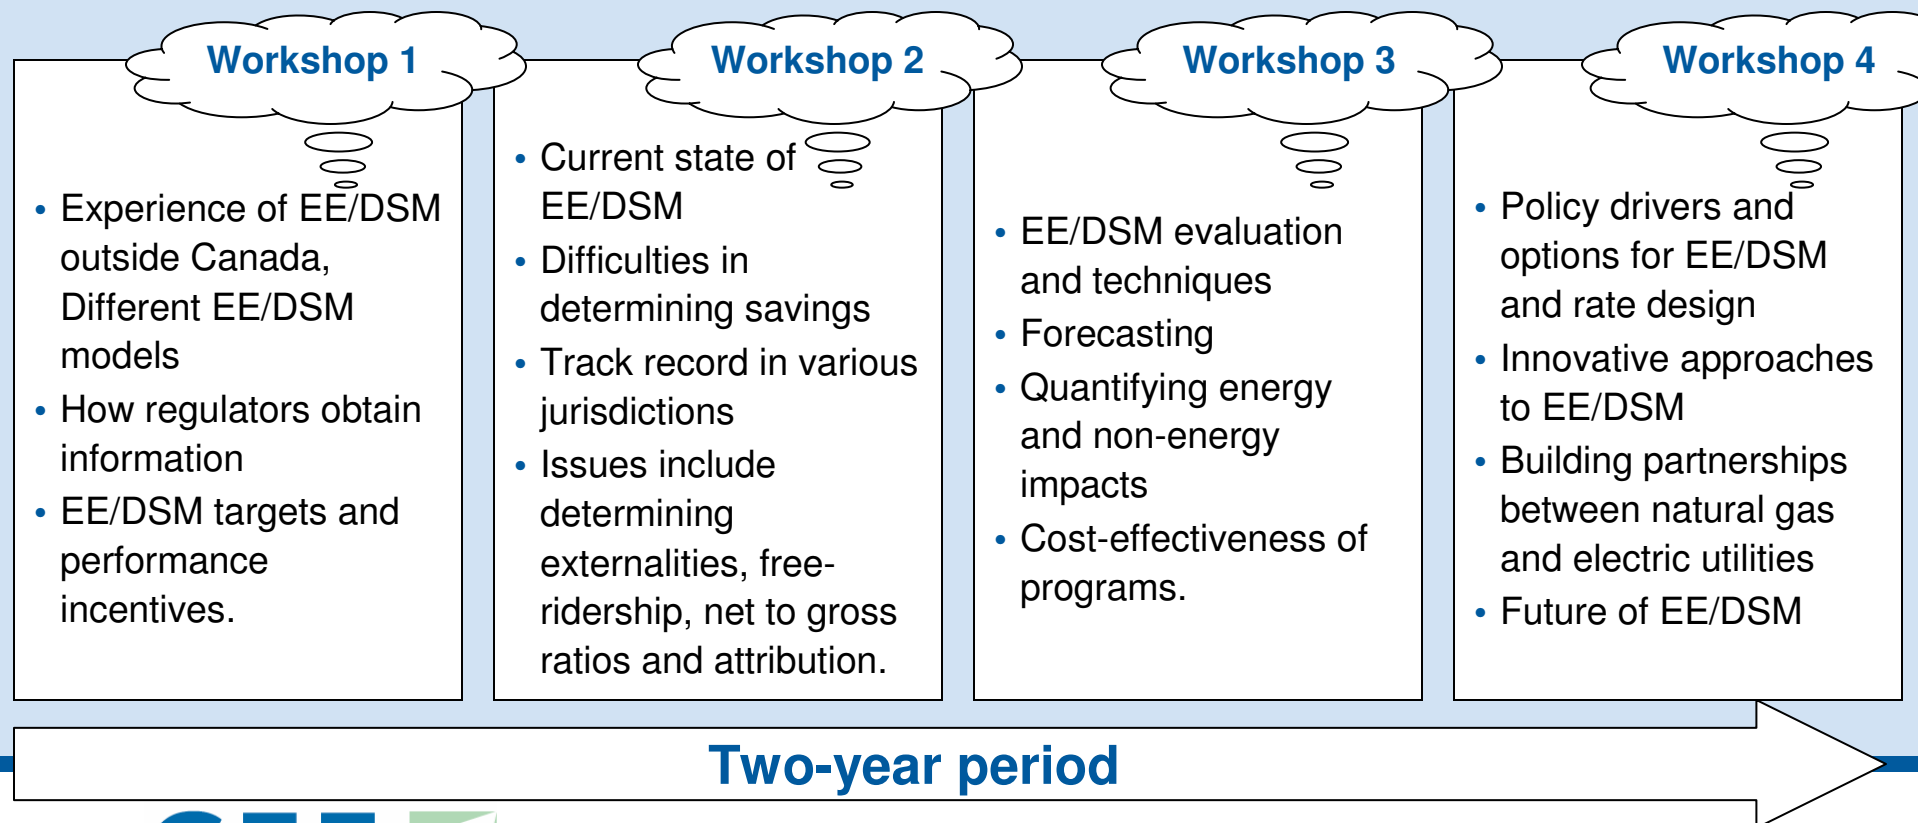 Workshop 1
• Experience of EE/DSM
outside Canada,
Different EE/DSM
models
• How regulators obtain
information
• EE/DSM targets and
performance
incentives.
Workshop 2
• Current state of
EE/DSM
• Difficulties in
determining savings
• Track record in various
jurisdictions
• Issues include
determining
externalities, free-
ridership, net to gross
ratios and attribution.
Workshop 3
• EE/DSM evaluation
and techniques
• Forecasting
• Quantifying energy
and non-energy
impacts
• Cost-effectiveness of
programs.
Workshop 4
• Policy drivers and
options for EE/DSM
and rate design
• Innovative approaches
to EE/DSM
• Building partnerships
between natural gas
and electric utilities
• Future of EE/DSM
Two-year period